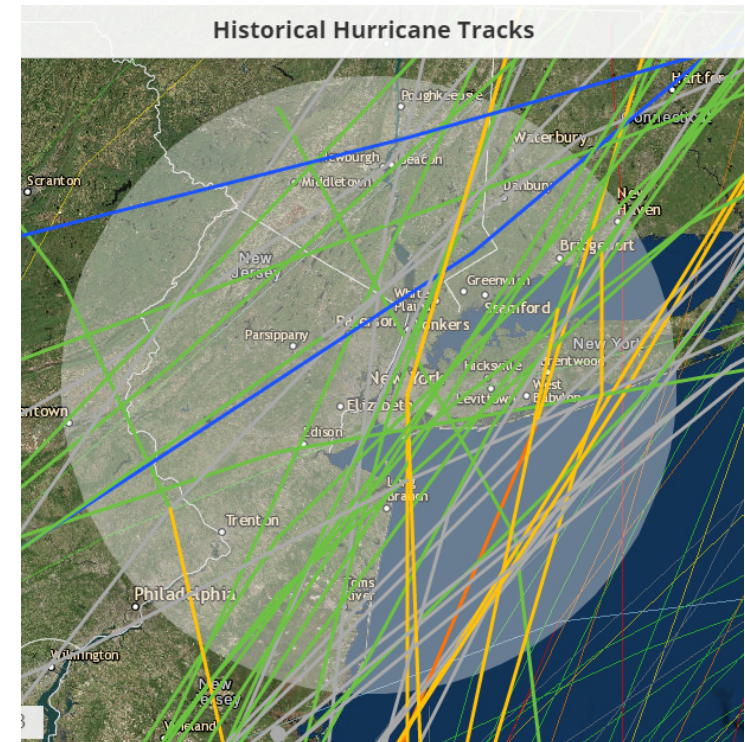 Historical Hurricane Tracks
Hartford
Poughkeepsie
Connecticut
Waterbury
Newburgh
Beacon
Scranton
Middletown
Danbury
New
Haven
New
Jersey
Bridgeport
White
Plains
Greenwich
Stamford
Paterson
Yonkers
Parsippany
New York
Hicksville
Brentwood
New York
West
Babylon
Levittown
Elizabeth
Edison
Long
Branch
Trenton
Toms
River
Philadelphia
Wilmington
New
Jersey
Vineland